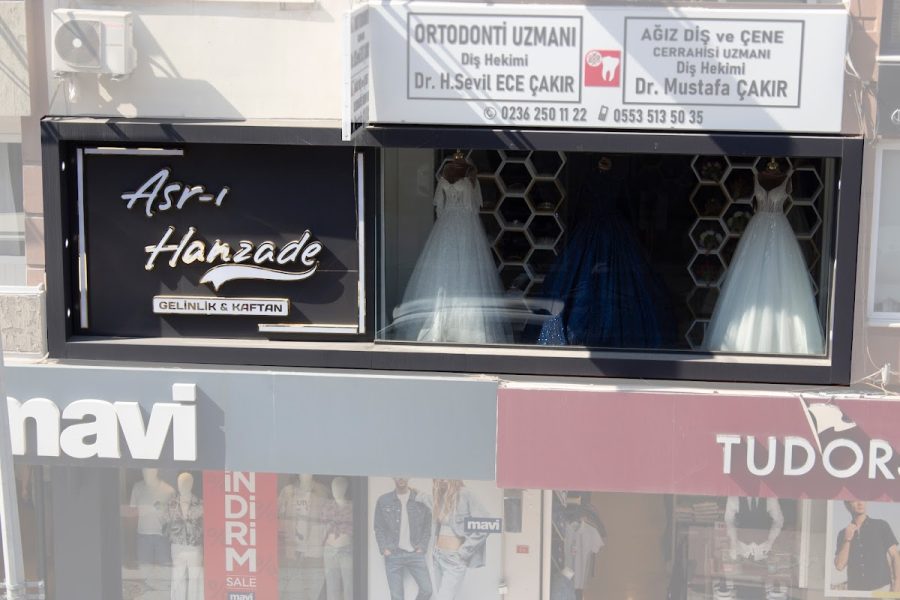 ORTODONTİ UZMANI
Diş Hekimi
Dr. H.Sevil ECE ÇAKIR
AĞIZ DİŞ ve ÇENE
CERRAHİSI UZMANI
Diş Hekimi
Dr. Mustafa ÇAKIR
0236 250 11 22 0553 513 50 35
Asr-ı
Hanzade
GELİNLİK & KAFTAN
mavi
TUDORS
İNDİRİM
SALE
mavi
mavi